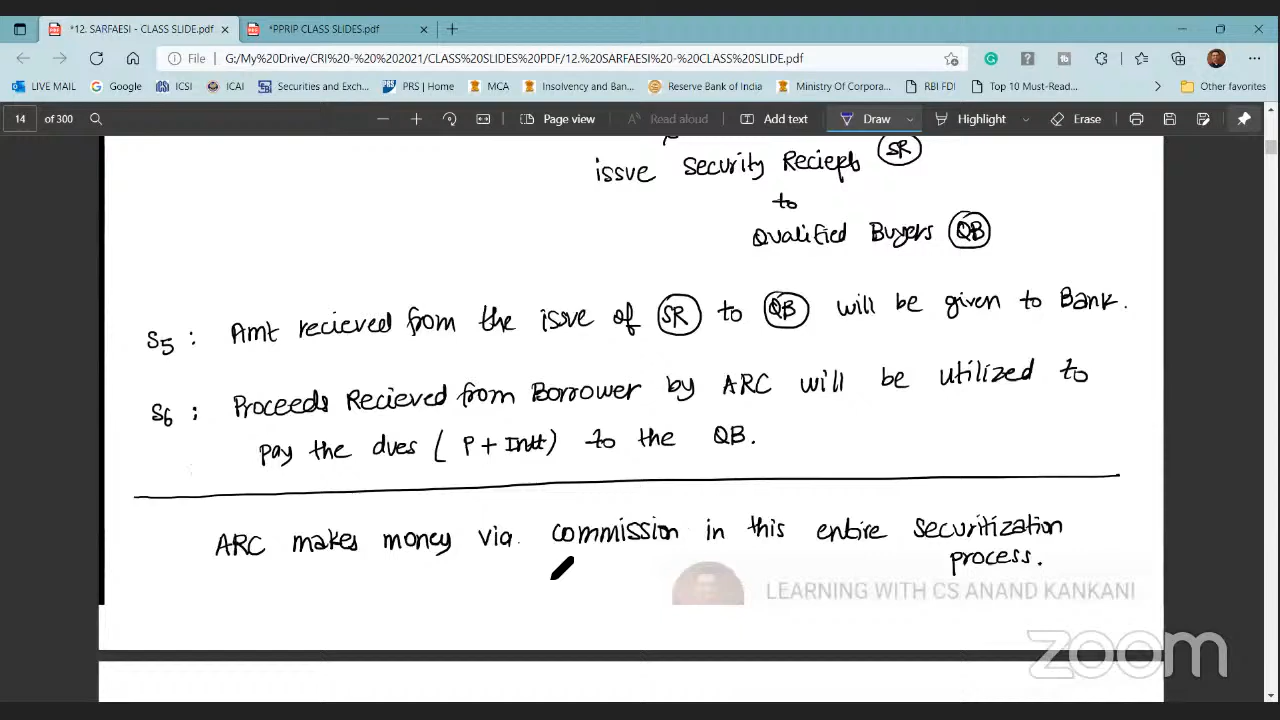 *12. SARFAESI - CLASS SLIDE.pdf
*PPRIP CLASS SLIDES.pdf
File
G:/My%20Drive/CRI%20-%20%202021/CLASS%20SLIDES%20PDF/12.%20SARFAESI%20-%20CLASS%20SLIDE.pdf
LIVE MAIL
Google
ICSI
ICAI
Securities and Exch...
PRS | Home
MCA
Insolvency and Ban...
Reserve Bank of India
Ministry Of Corpora...
RBI FDI
Top 10 Must-Read...
Other favorites
14 of 300
Page view
Read aloud
Add text
Draw
Highlight
Erase
issue Security Reciepts SR
to
Qualified Buyers QB
S5 : Amt recieved from the issue of SR to QB will be given to Bank.
S6 : Proceeds Recieved from Borrower by ARC will be utilized to
pay the dues ( P + Intt) to the QB.
ARC makes money via. commission in this entire securitization
process.
LEARNING WITH CS ANAND KANKANI
zoom